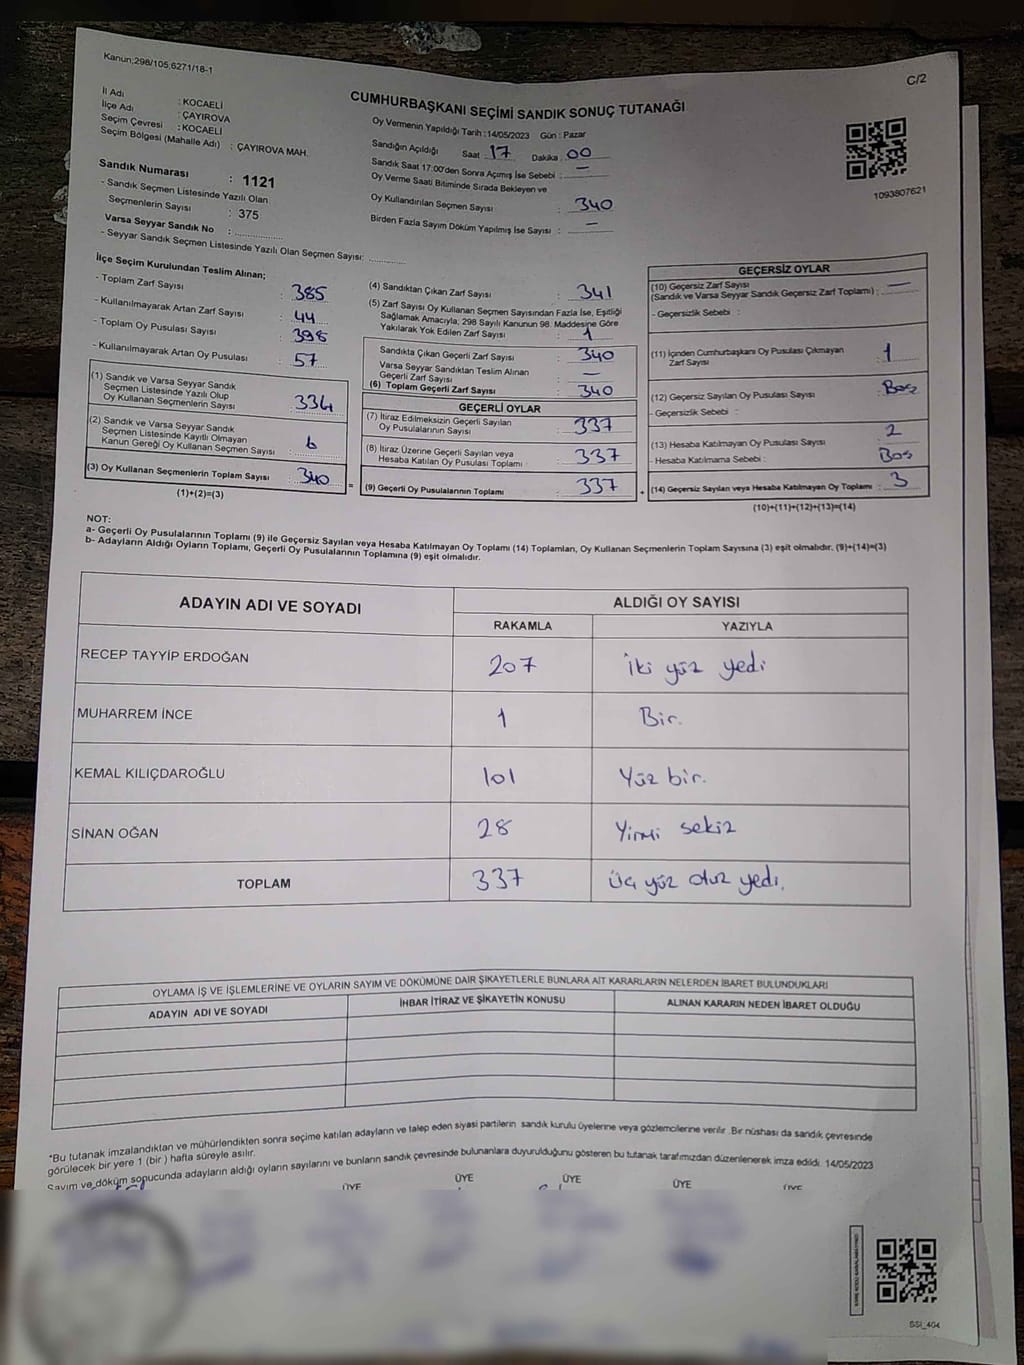 Kanun;298/105,6271/18-1
C/2
CUMHURBAŞKANI SEÇİMİ SANDIK SONUÇ TUTANAĞI
İl Adı : KOCAELİ
İlçe Adı : ÇAYIROVA
Seçim Çevresi : KOCAELİ
Seçim Bölgesi (Mahalle Adı) : ÇAYIROVA MAH.
Sandık Numarası : 1121
- Sandık Seçmen Listesinde Yazılı Olan
Seçmenlerin Sayısı : 375
Varsa Seyyar Sandık No : ..............
- Seyyar Sandık Seçmen Listesinde Yazılı Olan Seçmen Sayısı: ............
Oy Vermenin Yapıldığı Tarih :14/05/2023 Gün : Pazar
Sandığın Açıldığı Saat 17 Dakika 00
Sandık Saat 17:00'den Sonra Açımış İse Sebebi : —
Oy Verme Saati Bitiminde Sırada Bekleyen ve
Oy Kullandırılan Seçmen Sayısı : 340
Birden Fazla Sayım Döküm Yapılmış İse Sayısı : —
1093807621
İlçe Seçim Kurulundan Teslim Alınan;
- Toplam Zarf Sayısı : 385
- Kullanılmayarak Artan Zarf Sayısı : 44
- Toplam Oy Pusulası Sayısı : 398
- Kullanılmayarak Artan Oy Pusulası : 57
(1) Sandık ve Varsa Seyyar Sandık
Seçmen Listesinde Yazılı Olup
Oy Kullanan Seçmenlerin Sayısı : 334
(2) Sandık ve Varsa Seyyar Sandık
Seçmen Listesinde Kayıtlı Olmayan
Kanun Gereği Oy Kullanan Seçmen Sayısı : 6
(3) Oy Kullanan Seçmenlerin Toplam Sayısı : 340
(1)+(2)=(3)
(4) Sandıktan Çıkan Zarf Sayısı : 341
(5) Zarf Sayısı Oy Kullanan Seçmen Sayısından Fazla İse, Eşitliği
Sağlamak Amacıyla; 298 Sayılı Kanunun 98. Maddesine Göre
Yakılarak Yok Edilen Zarf Sayısı : 1
Sandıkta Çıkan Geçerli Zarf Sayısı : 340
Varsa Seyyar Sandıktan Teslim Alınan
Geçerli Zarf Sayısı : —
(6) Toplam Geçerli Zarf Sayısı : 340
=
GEÇERLİ OYLAR
(7) İtiraz Edilmeksizin Geçerli Sayılan
Oy Pusulalarının Sayısı : 337
(8) İtiraz Üzerine Geçerli Sayılan veya
Hesaba Katılan Oy Pusulası Toplamı : 337
(9) Geçerli Oy Pusulalarının Toplamı : 337
+
GEÇERSİZ OYLAR
(10) Geçersiz Zarf Sayısı
(Sandık ve Varsa Seyyar Sandık Geçersiz Zarf Toplamı) : —
- Geçersizlik Sebebi :
(11) İçinden Cumhurbaşkanı Oy Pusulası Çıkmayan
Zarf Sayısı : 1
(12) Geçersiz Sayılan Oy Pusulası Sayısı : Boş
- Geçersizlik Sebebi :
(13) Hesaba Katılmayan Oy Pusulası Sayısı : 2
- Hesaba Katılmama Sebebi : Boş
(14) Geçersiz Sayılan veya Hesaba Katılmayan Oy Toplamı : 3
(10)+(11)+(12)+(13)=(14)
NOT:
a- Geçerli Oy Pusulalarının Toplamı (9) ile Geçersiz Sayılan veya Hesaba Katılmayan Oy Toplamı (14) Toplamları, Oy Kullanan Seçmenlerin Toplam Sayısına (3) eşit olmalıdır. (9)+(14)=(3)
b- Adayların Aldığı Oyların Toplamı, Geçerli Oy Pusulalarının Toplamına (9) eşit olmalıdır.
ADAYIN ADI VE SOYADI ALDIĞI OY SAYISI
RAKAMLA YAZIYLA
RECEP TAYYİP ERDOĞAN 207 İki yüz yedi
MUHARREM İNCE 1 Bir.
KEMAL KILIÇDAROĞLU 101 Yüz bir.
SİNAN OĞAN 28 Yirmi sekiz
TOPLAM 337 Üç yüz otuz yedi.
OYLAMA İŞ VE İŞLEMLERİNE VE OYLARIN SAYIM VE DÖKÜMÜNE DAİR ŞİKAYETLERLE BUNLARA AİT KARARLARIN NELERDEN İBARET BULUNDUKLARI
ADAYIN ADI VE SOYADI İHBAR İTİRAZ VE ŞİKAYETİN KONUSU ALINAN KARARIN NEDEN İBARET OLDUĞU
*Bu tutanak imzalandıktan ve mühürlendikten sonra seçime katılan adayların ve talep eden siyasi partilerin sandık kurulu üyelerine veya gözlemcilerine verilir .Bir nüshası da sandık çevresinde
görülecek bir yere 1 (bir ) hafta süreyle asılır.
Sayım ve döküm sonucunda adayların aldığı oyların sayılarını ve bunların sandık çevresinde bulunanlara duyurulduğunu gösteren bu tutanak tarafımızdan düzenlenerek imza edildi. 14/05/2023
ÜYE ÜYE ÜYE ÜYE ÜYE
SSI_404